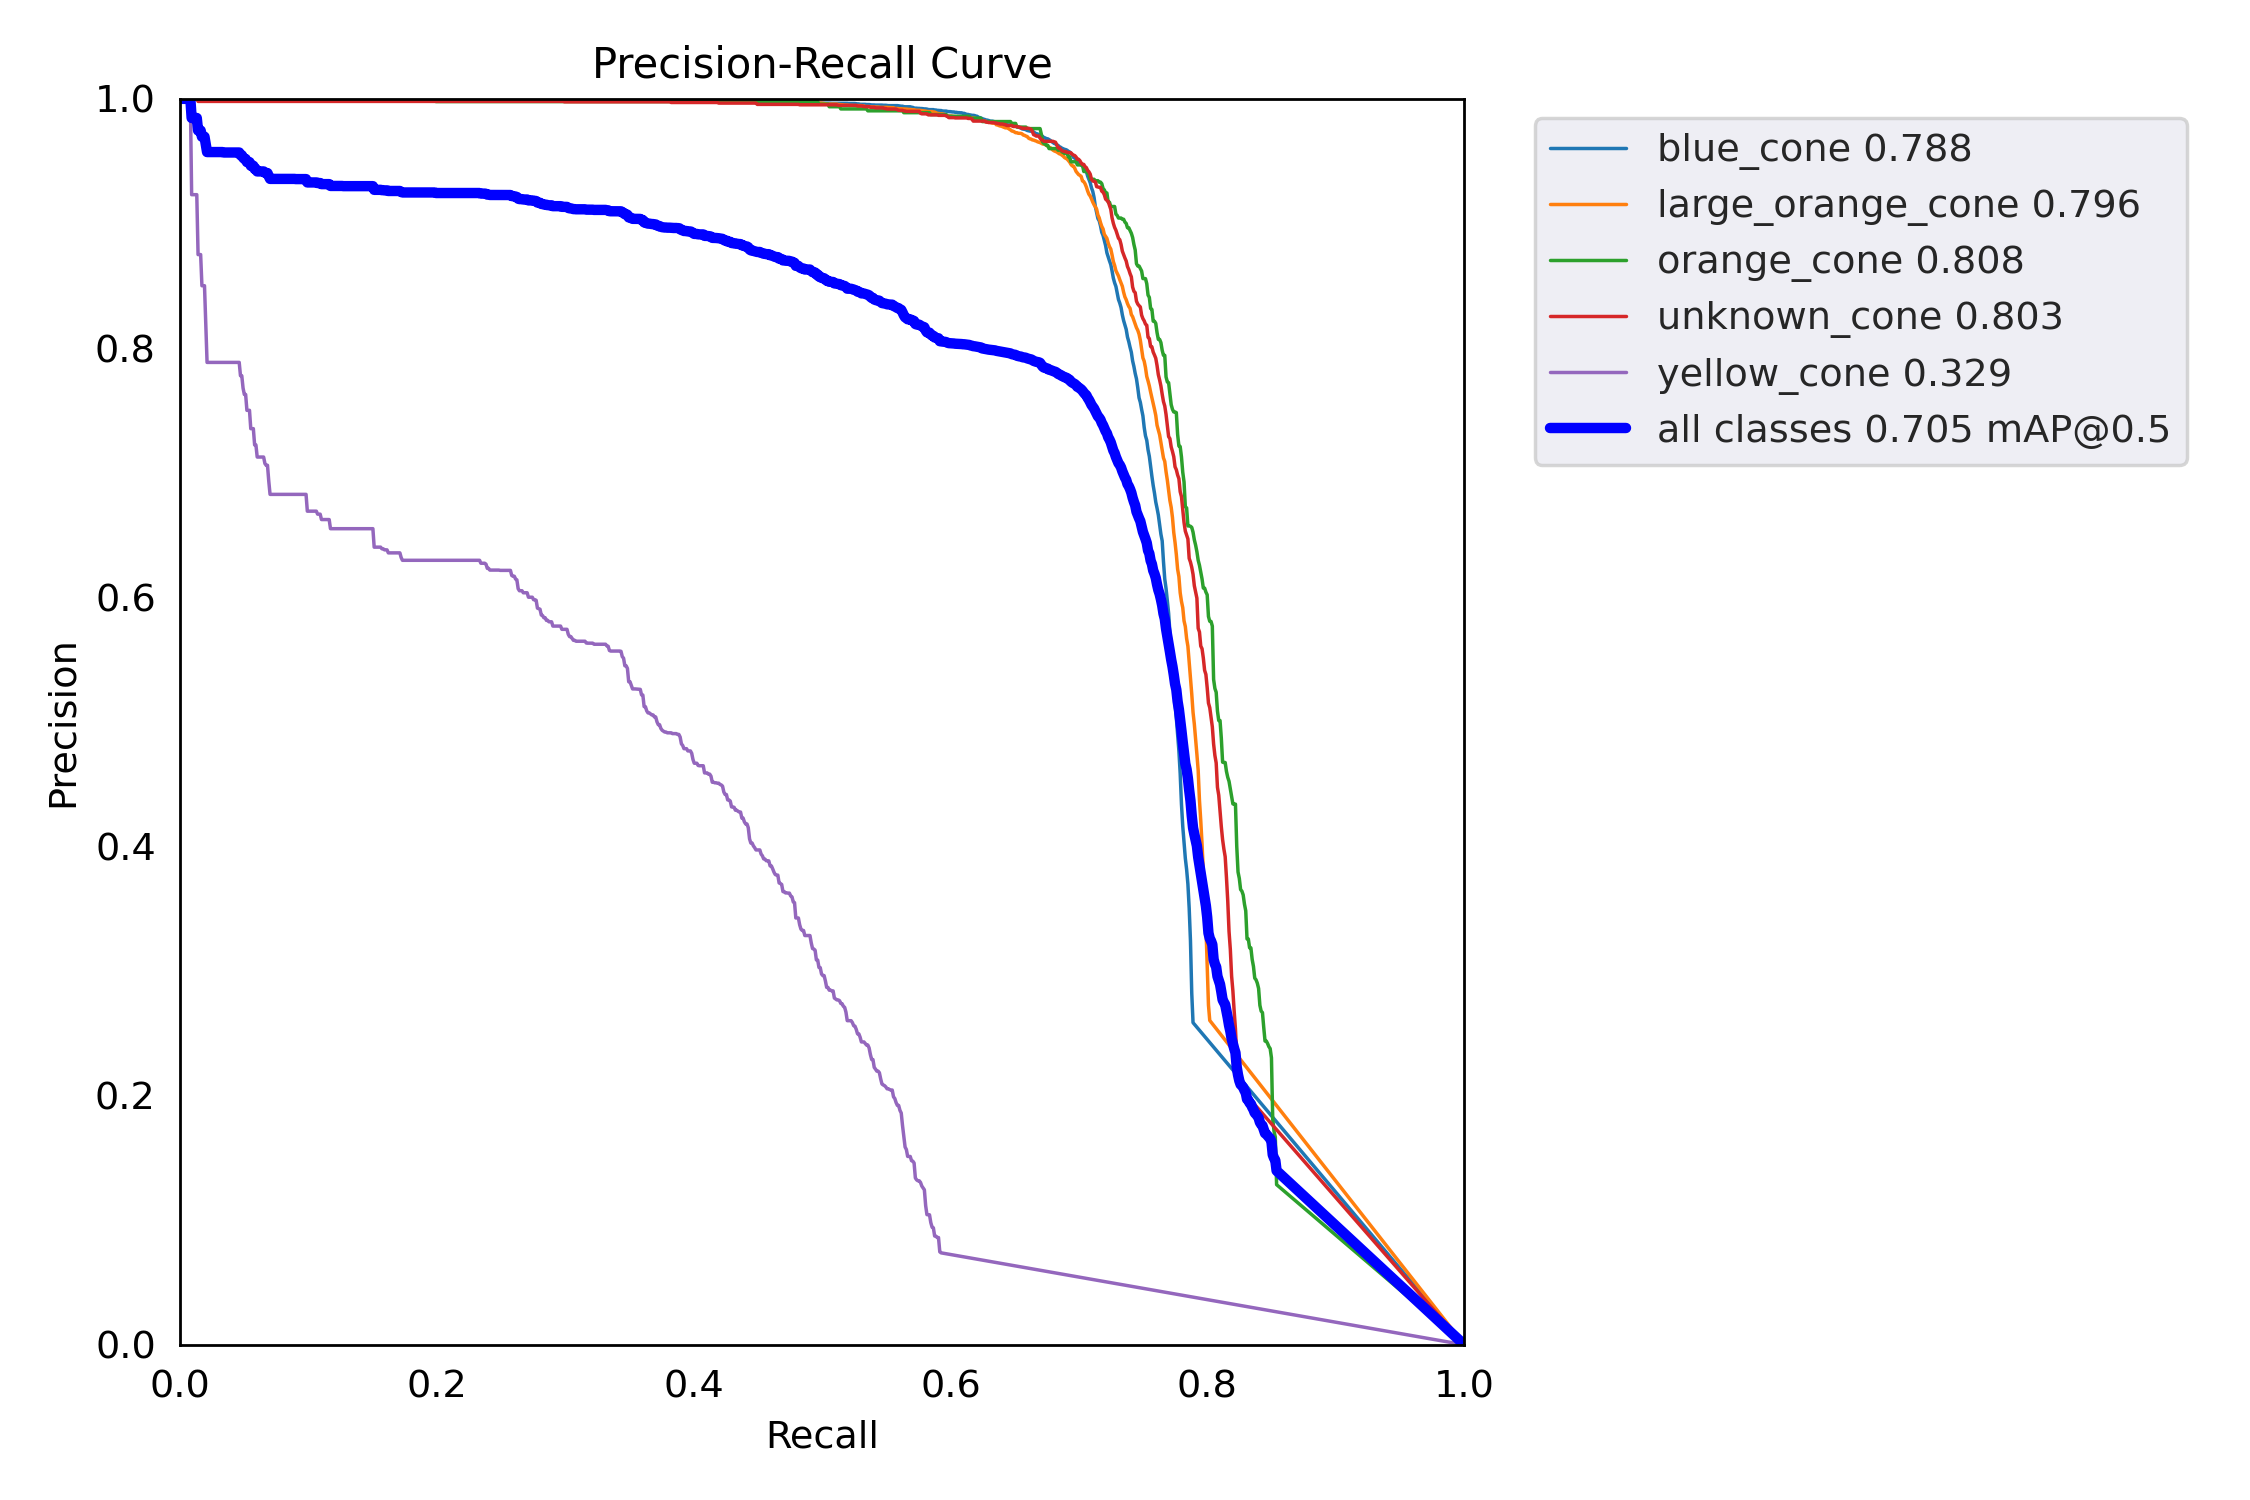 Precision-Recall Curve
1.0
0.8
0.6
0.4
0.2
0.0
Precision
0.0 0.2 0.4 0.6 0.8 1.0
Recall
blue_cone 0.788
large_orange_cone 0.796
orange_cone 0.808
unknown_cone 0.803
yellow_cone 0.329
all classes 0.705 mAP@0.5